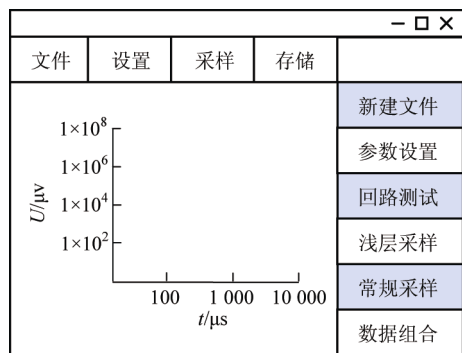 文件 设置 采样 存储
新建文件
参数设置
回路测试
浅层采样
常规采样
数据组合
1×10⁸
1×10⁶
1×10⁴
1×10²
U/μv
100 1 000 10 000
t/μs